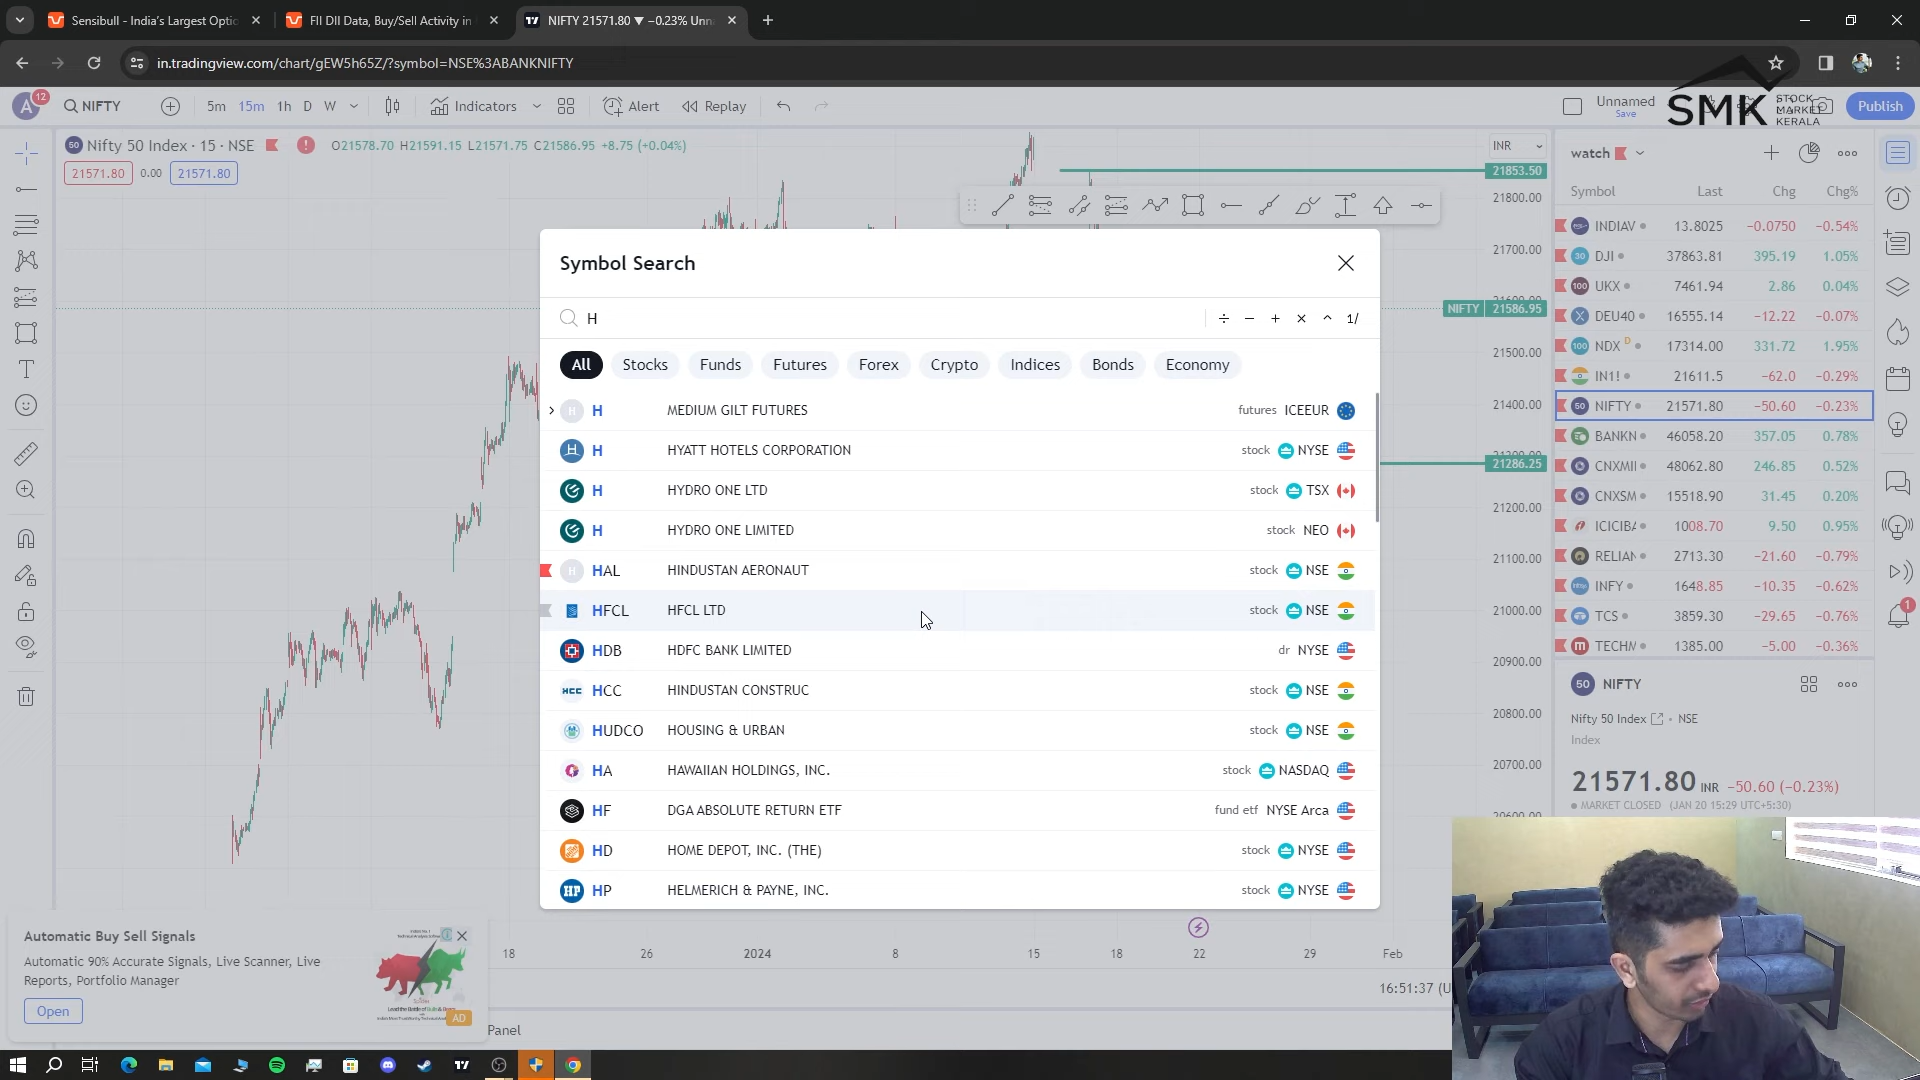 Sensibull - India's Largest Optio
FII DII Data, Buy/Sell Activity in
NIFTY 21571.80 ▼ −0.23% Unn
in.tradingview.com/chart/gEW5h65Z/?symbol=NSE%3ABANKNIFTY
A 12
NIFTY
5m 15m 1h D W
Indicators
Alert
Replay
Unnamed
Save
Publish
SMK STOCK MARKET KERALA
Nifty 50 Index · 15 · NSE
O21578.70 H21591.15 L21571.75 C21586.95 +8.75 (+0.04%)
21571.80 0.00 21571.80
INR
21853.50
21800.00
21700.00
NIFTY 21586.95
21500.00
21400.00
21286.25
21200.00
21100.00
21000.00
20900.00
20800.00
20700.00
Symbol Search
H
÷ − + × ^ 1/
All Stocks Funds Futures Forex Crypto Indices Bonds Economy
H MEDIUM GILT FUTURES futures ICEEUR
H HYATT HOTELS CORPORATION stock NYSE
H HYDRO ONE LTD stock TSX
H HYDRO ONE LIMITED stock NEO
HAL HINDUSTAN AERONAUT stock NSE
HFCL HFCL LTD stock NSE
HDB HDFC BANK LIMITED dr NYSE
HCC HINDUSTAN CONSTRUC stock NSE
HUDCO HOUSING & URBAN stock NSE
HA HAWAIIAN HOLDINGS, INC. stock NASDAQ
HF DGA ABSOLUTE RETURN ETF fund etf NYSE Arca
HD HOME DEPOT, INC. (THE) stock NYSE
HP HELMERICH & PAYNE, INC. stock NYSE
watch
Symbol Last Chg Chg%
INDIAV 13.8025 −0.0750 −0.54%
DJI 37863.81 395.19 1.05%
UKX 7461.94 2.86 0.04%
DEU40 16555.14 −12.22 −0.07%
NDX D 17314.00 331.72 1.95%
IN1! 21611.5 −62.0 −0.29%
NIFTY 21571.80 −50.60 −0.23%
BANKN 46058.20 357.05 0.78%
CNXMI 48062.80 246.85 0.52%
CNXSM 15518.90 31.45 0.20%
ICICIBA 1008.70 9.50 0.95%
RELIAN 2713.30 −21.60 −0.79%
INFY 1648.85 −10.35 −0.62%
TCS 3859.30 −29.65 −0.76%
TECHM 1385.00 −5.00 −0.36%
50 NIFTY
Nifty 50 Index · NSE
Index
21571.80 INR −50.60 (−0.23%)
MARKET CLOSED (JAN 20 15:29 UTC+5:30)
Automatic Buy Sell Signals
Automatic 90% Accurate Signals, Live Scanner, Live
Reports, Portfolio Manager
Open
AD
18 26 2024 8 15 18 22 29 Feb
16:51:37 (U
Panel